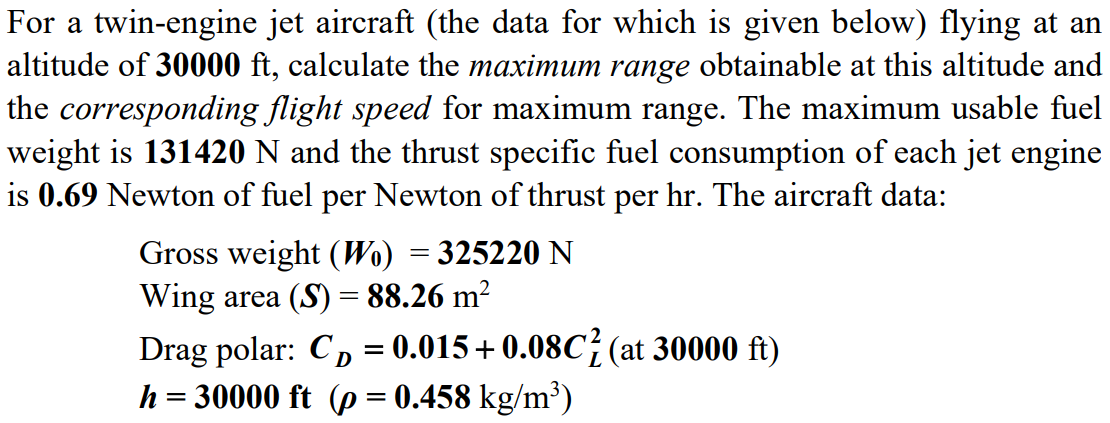 For a twin-engine jet aircraft (the data for which is given below) flying at an
altitude of 30000 ft, calculate the maximum range obtainable at this altitude and
the corresponding flight speed for maximum range. The maximum usable fuel
weight is 131420 N and the thrust specific fuel consumption of each jet engine
is 0.69 Newton of fuel per Newton of thrust per hr. The aircraft data:
Gross weight (W₀) = 325220 N
Wing area (S) = 88.26 m²
Drag polar: C_D = 0.015 + 0.08C_L² (at 30000 ft)
h = 30000 ft (ρ = 0.458 kg/m³)